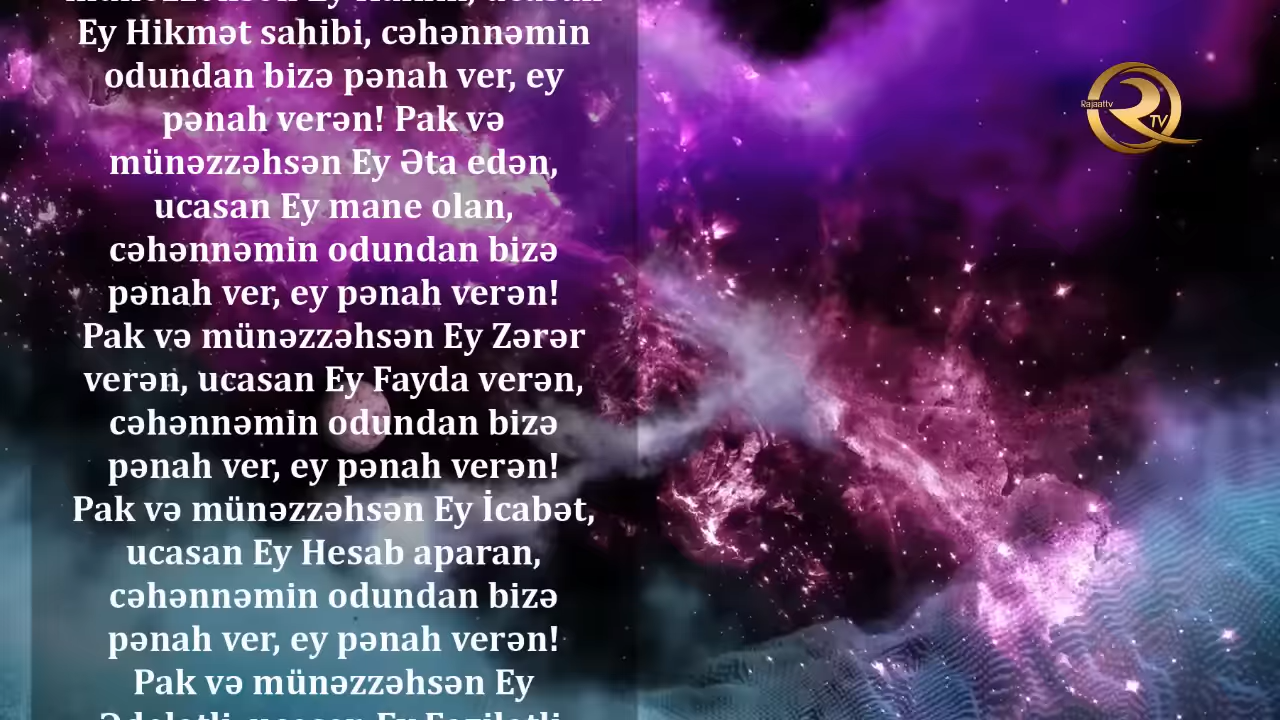 Ey Hikmət sahibi, cəhənnəmin
odundan bizə pənah ver, ey
pənah verən! Pak və
münəzzəhsən Ey Əta edən,
ucasan Ey mane olan,
cəhənnəmin odundan bizə
pənah ver, ey pənah verən!
Pak və münəzzəhsən Ey Zərər
verən, ucasan Ey Fayda verən,
cəhənnəmin odundan bizə
pənah ver, ey pənah verən!
Pak və münəzzəhsən Ey İcabət,
ucasan Ey Hesab aparan,
cəhənnəmin odundan bizə
pənah ver, ey pənah verən!
Pak və münəzzəhsən Ey
Rajaattv
R
TV